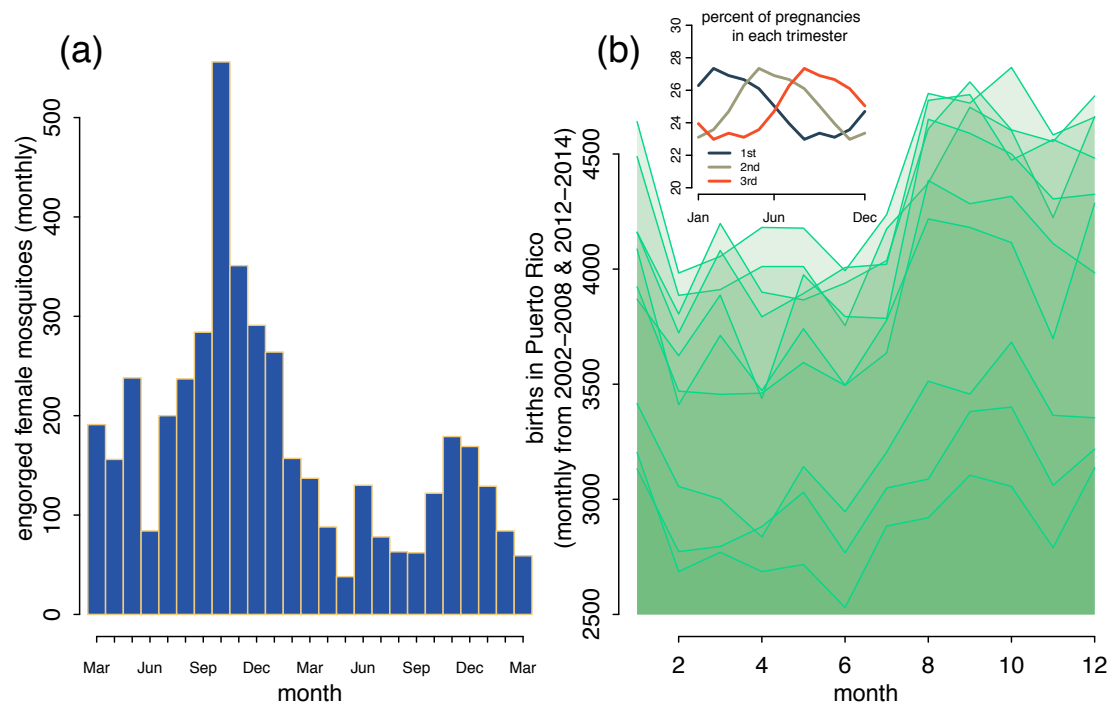 (a)
engorged female mosquitoes (monthly)
0
100
200
300
400
500
Mar Jun Sep Dec Mar Jun Sep Dec Mar
month
(b)
percent of pregnancies
in each trimester
20
22
24
26
28
30
1st
2nd
3rd
Jan Jun Dec
births in Puerto Rico
(monthly from 2002−2008 & 2012−2014)
2500
3000
3500
4000
4500
2 4 6 8 10 12
month